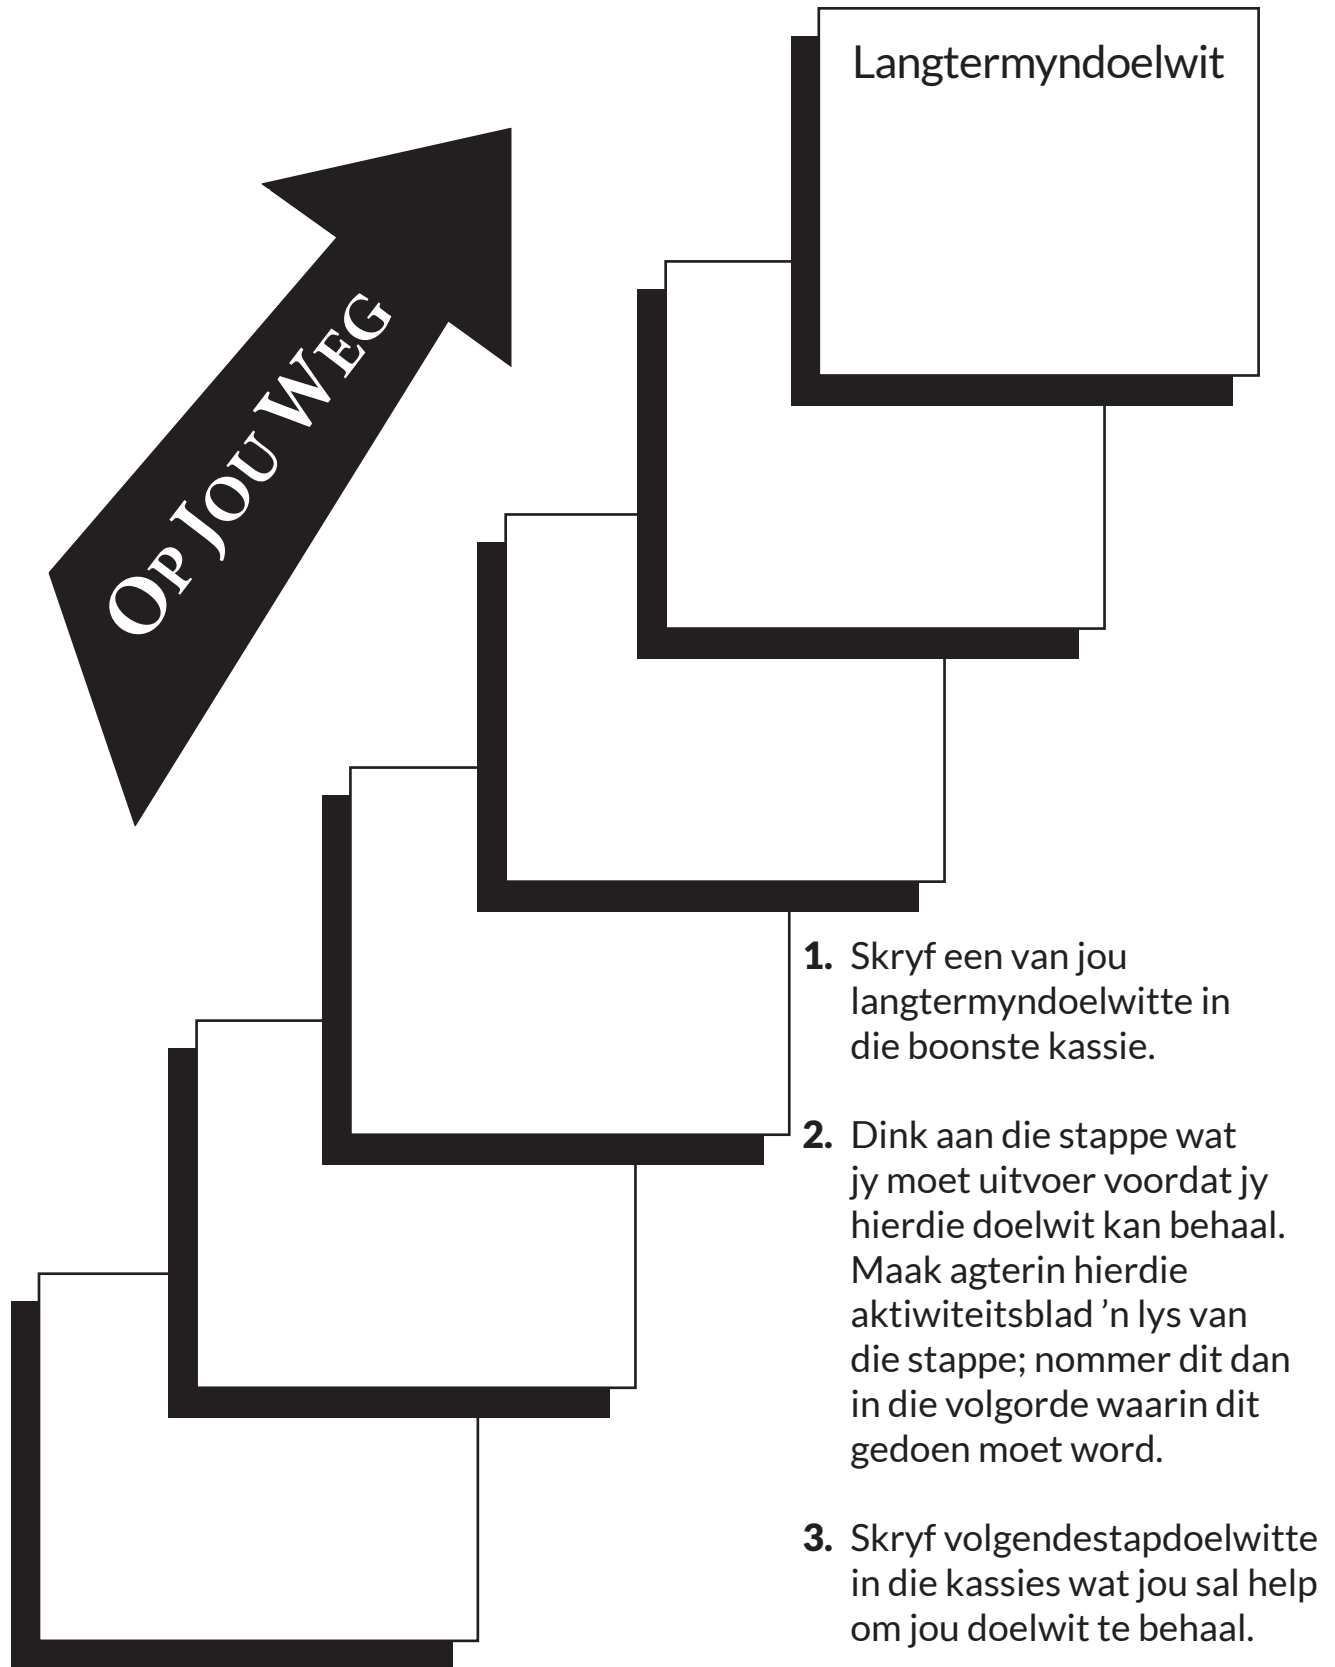 Langtermyndoelwit
Op Jou Weg
1. Skryf een van jou
langtermyndoelwitte in
die boonste kassie.
2. Dink aan die stappe wat
jy moet uitvoer voordat jy
hierdie doelwit kan behaal.
Maak agterin hierdie
aktiwiteitsblad ’n lys van
die stappe; nommer dit dan
in die volgorde waarin dit
gedoen moet word.
3. Skryf volgendestapdoelwitte
in die kassies wat jou sal help
om jou doelwit te behaal.